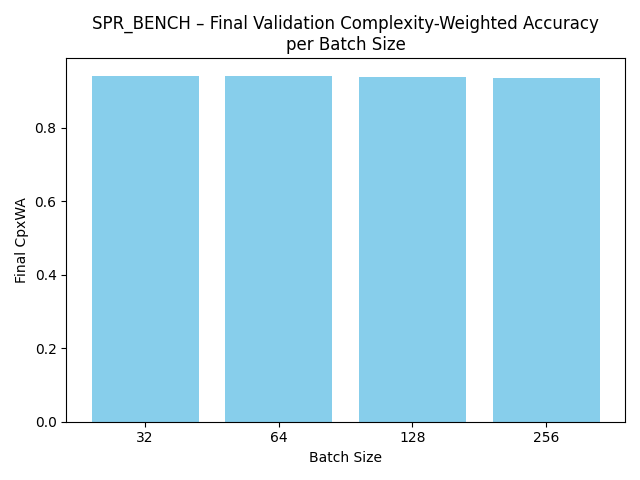 SPR_BENCH – Final Validation Complexity-Weighted Accuracy
per Batch Size
Final CpxWA
0.8
0.6
0.4
0.2
0.0
32
64
128
256
Batch Size